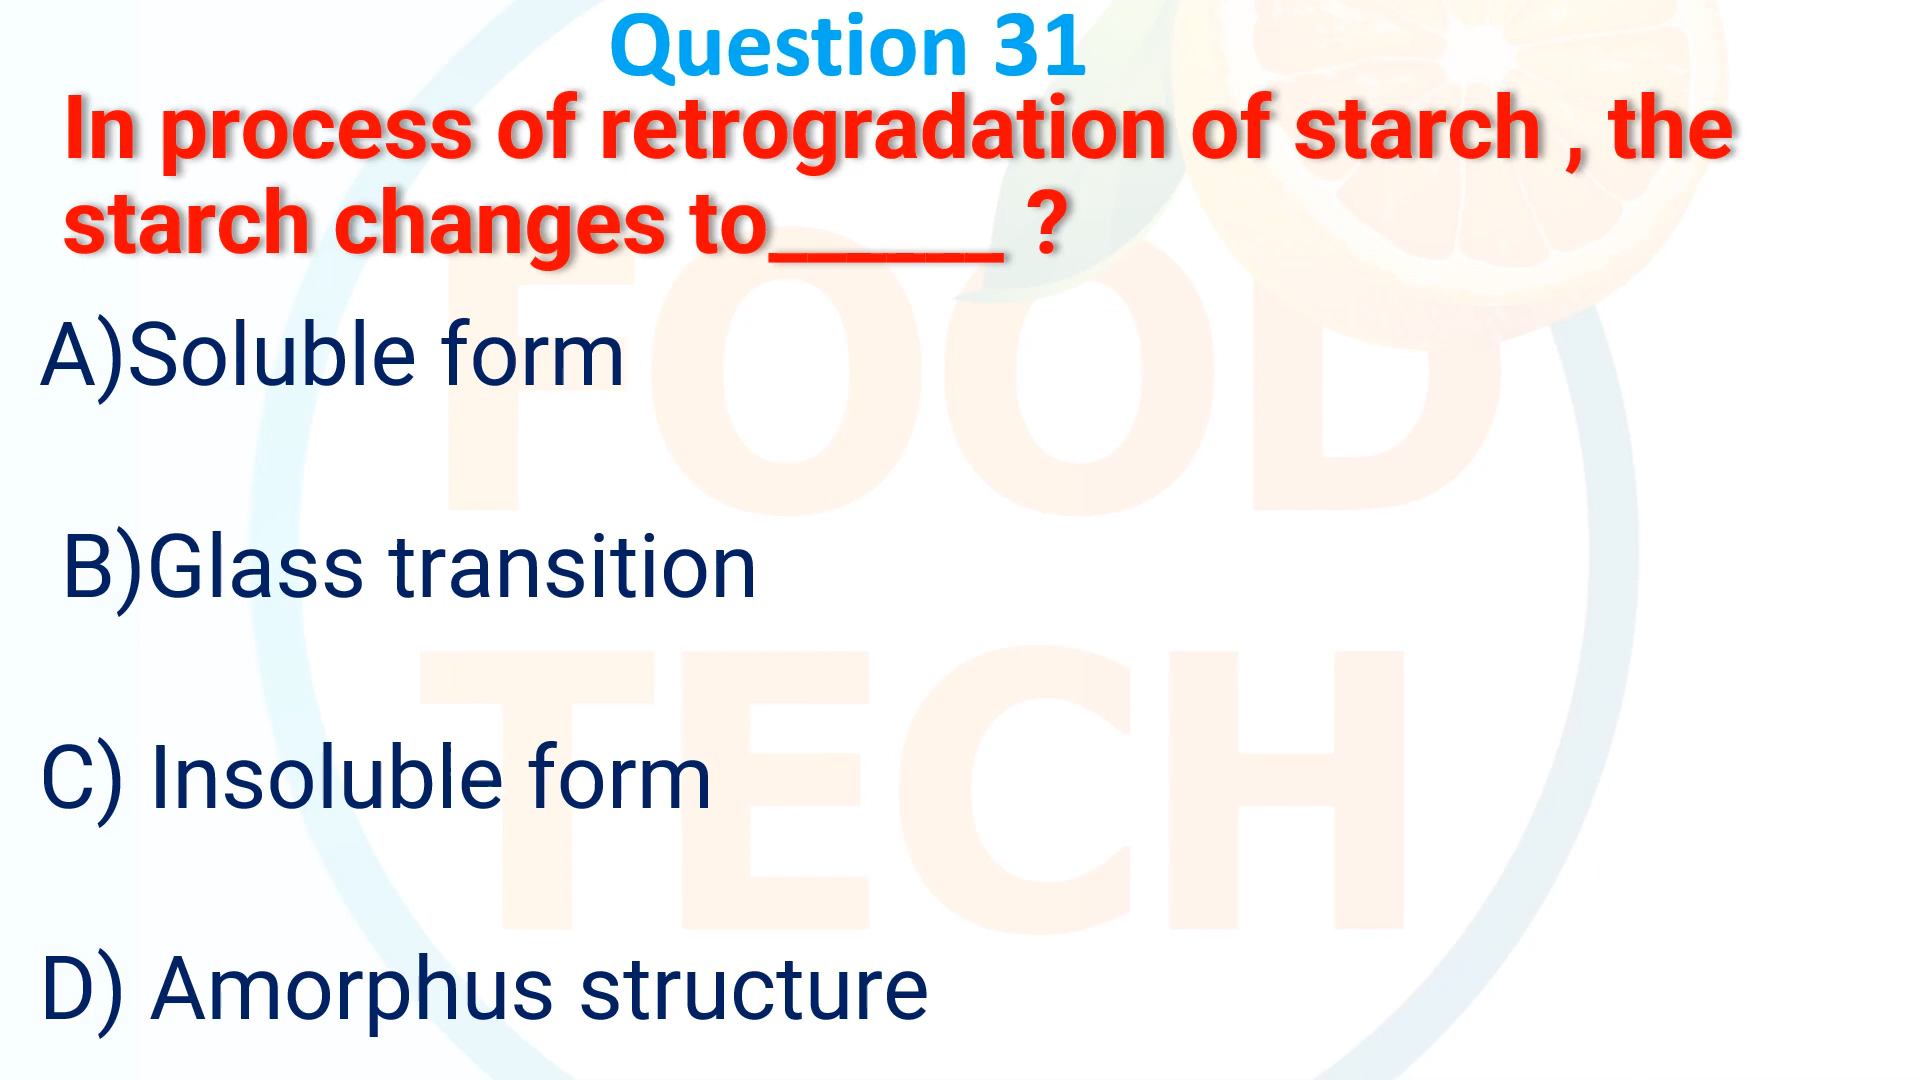 Question 31
In process of retrogradation of starch , the
starch changes to______ ?
A)Soluble form
B)Glass transition
C) Insoluble form
D) Amorphus structure
FOOD
TECH